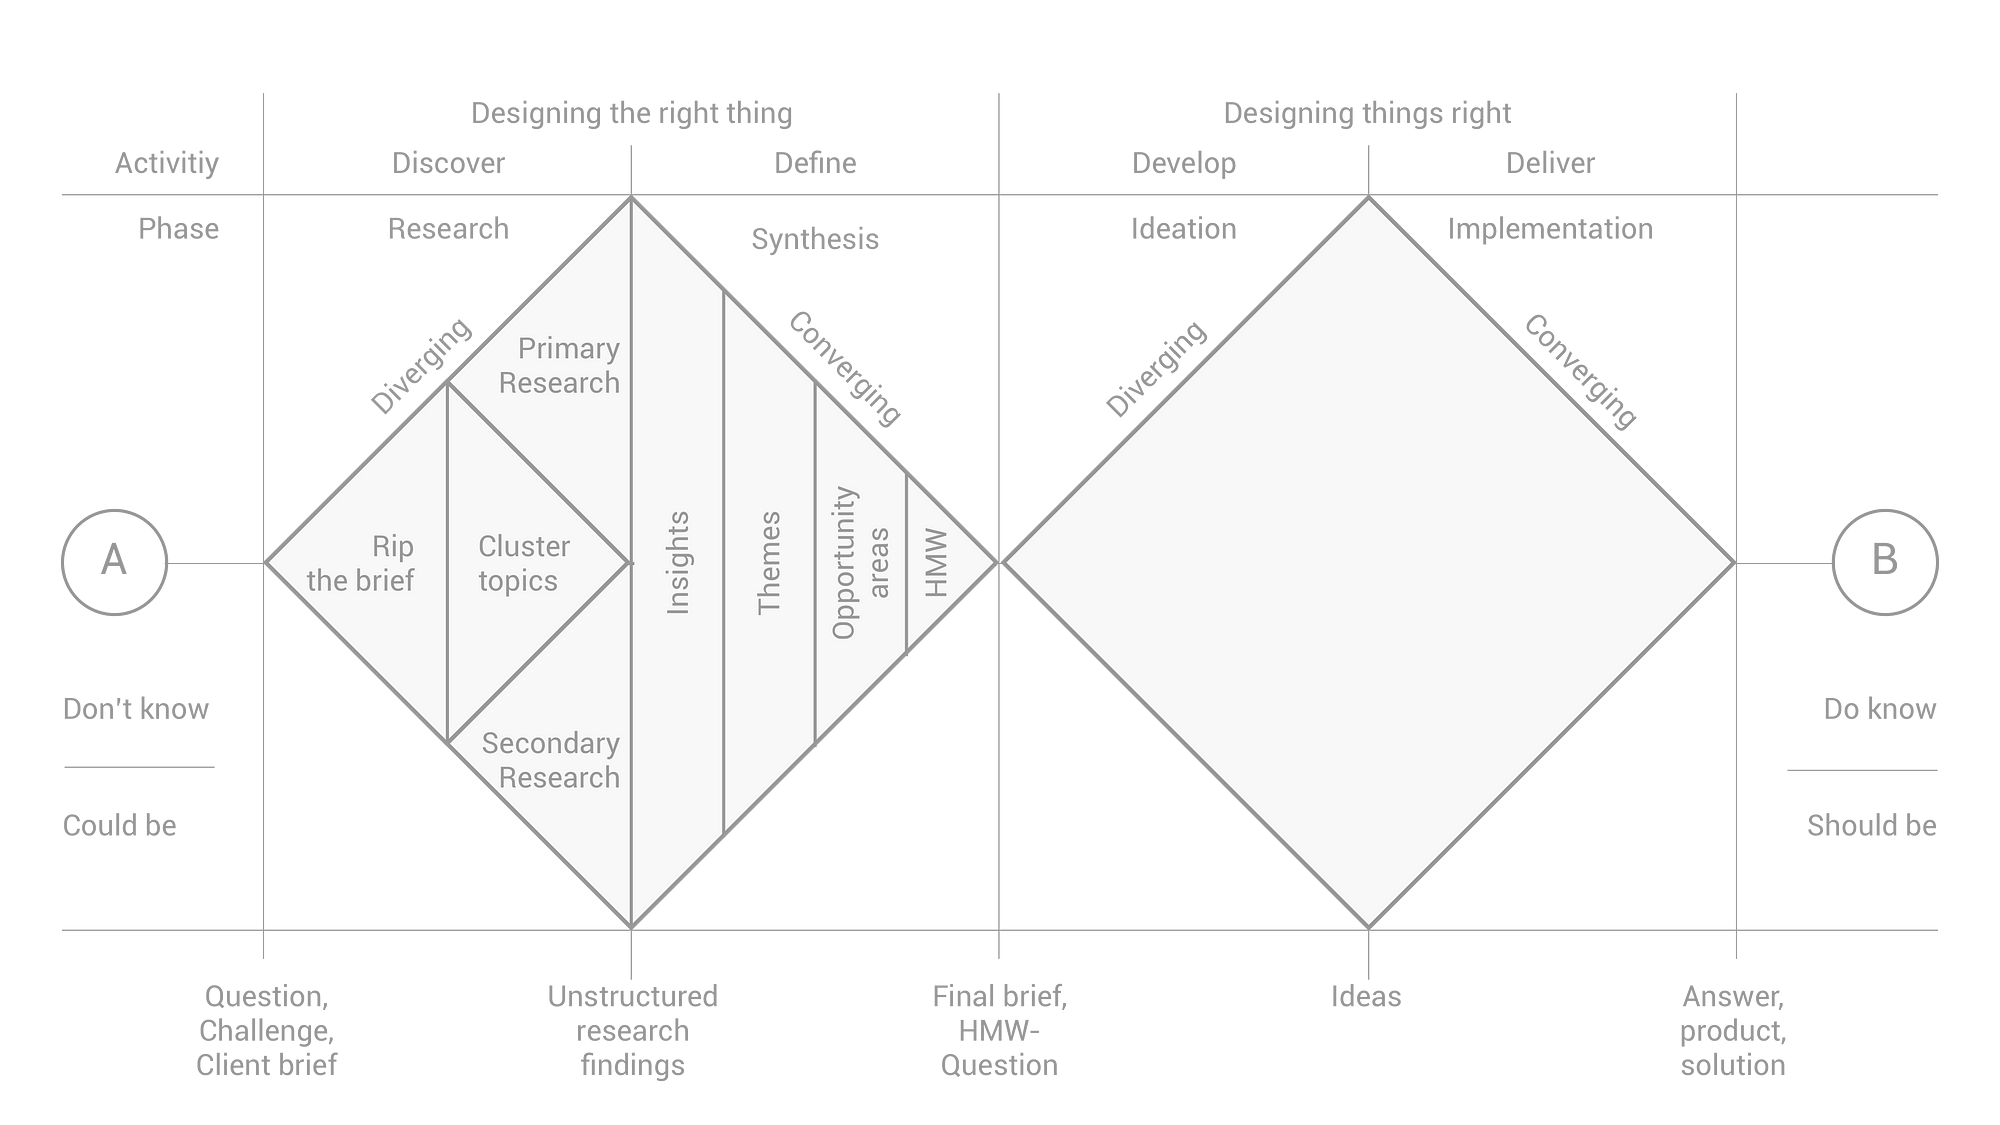 Designing the right thing
Designing things right
Activitiy
Discover
Define
Develop
Deliver
Phase
Research
Synthesis
Ideation
Implementation
Diverging
Converging
Diverging
Converging
Primary
Research
A
Rip
the brief
Cluster
topics
Insights
Themes
Opportunity
areas
HMW
B
Secondary
Research
Don't know
Could be
Do know
Should be
Question,
Challenge,
Client brief
Unstructured
research
findings
Final brief,
HMW-
Question
Ideas
Answer,
product,
solution